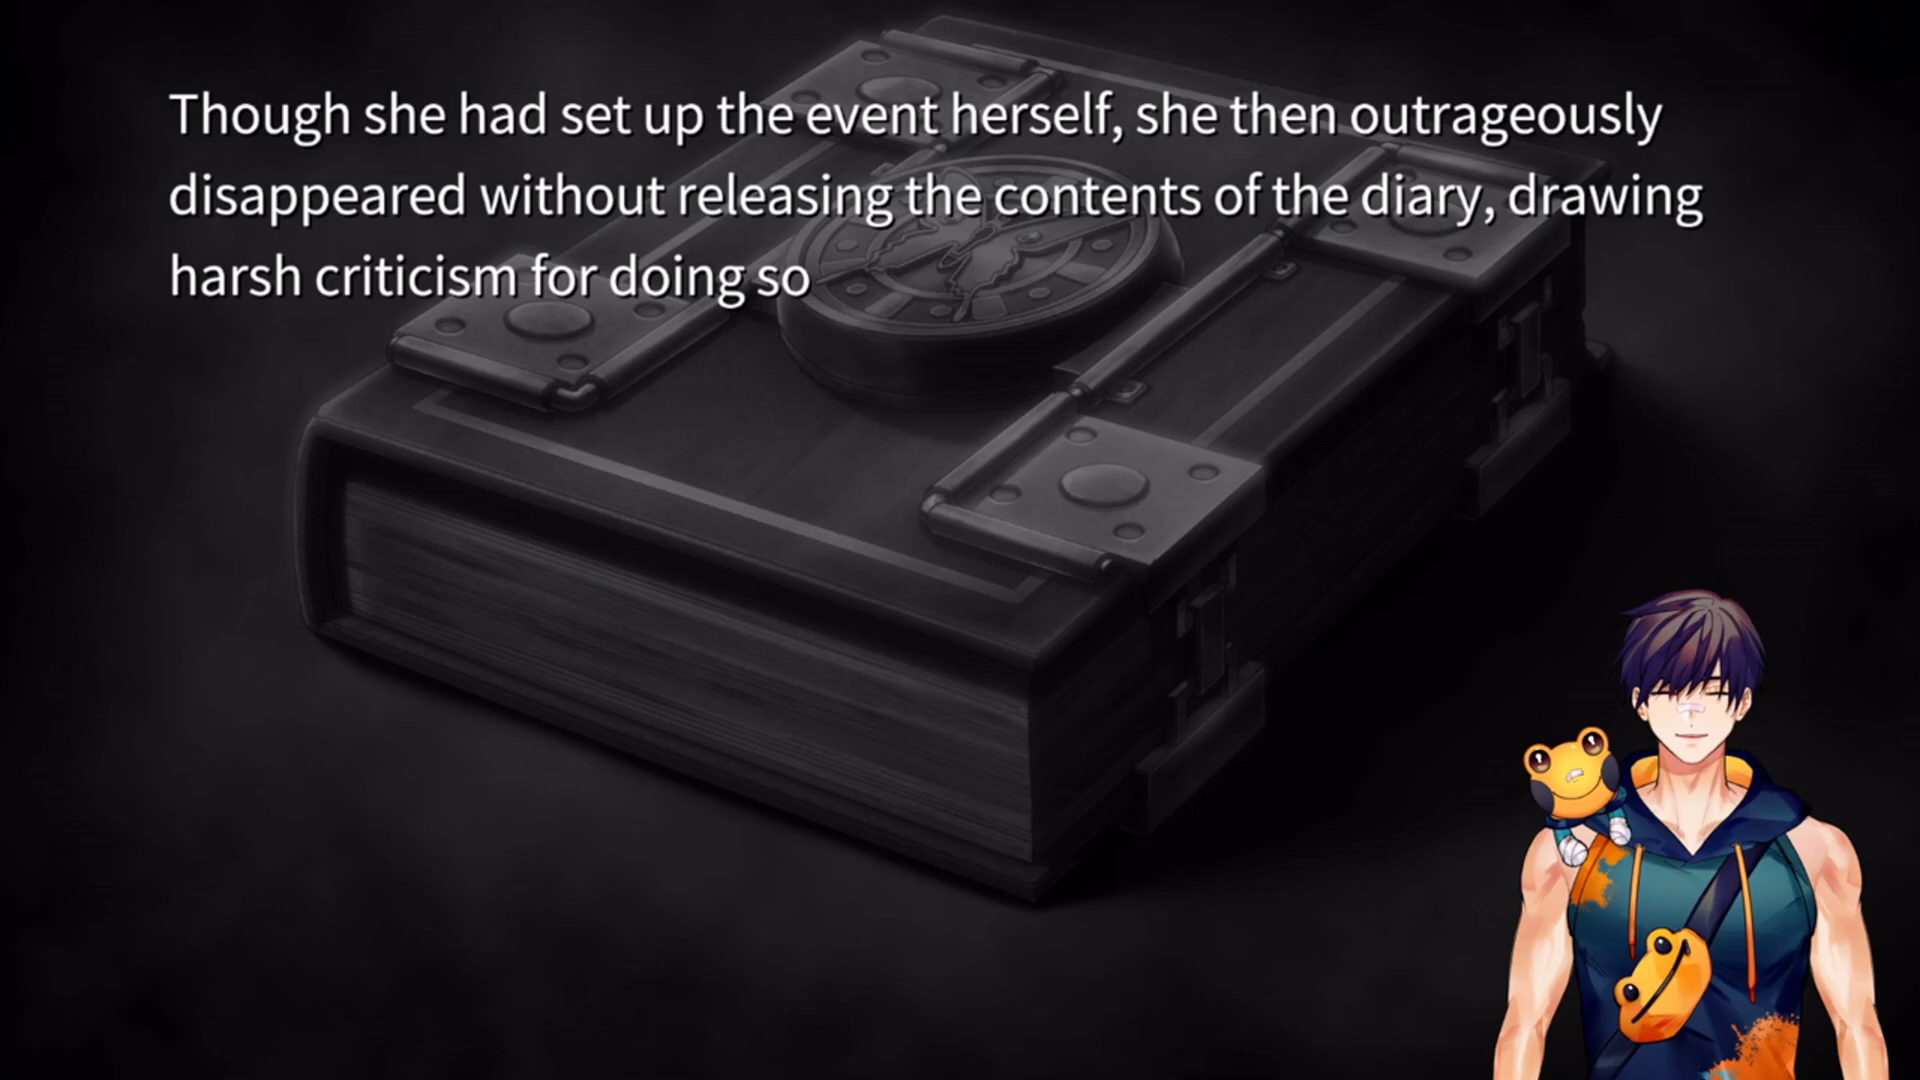 Though she had set up the event herself, she then outrageously
disappeared without releasing the contents of the diary, drawing
harsh criticism for doing so